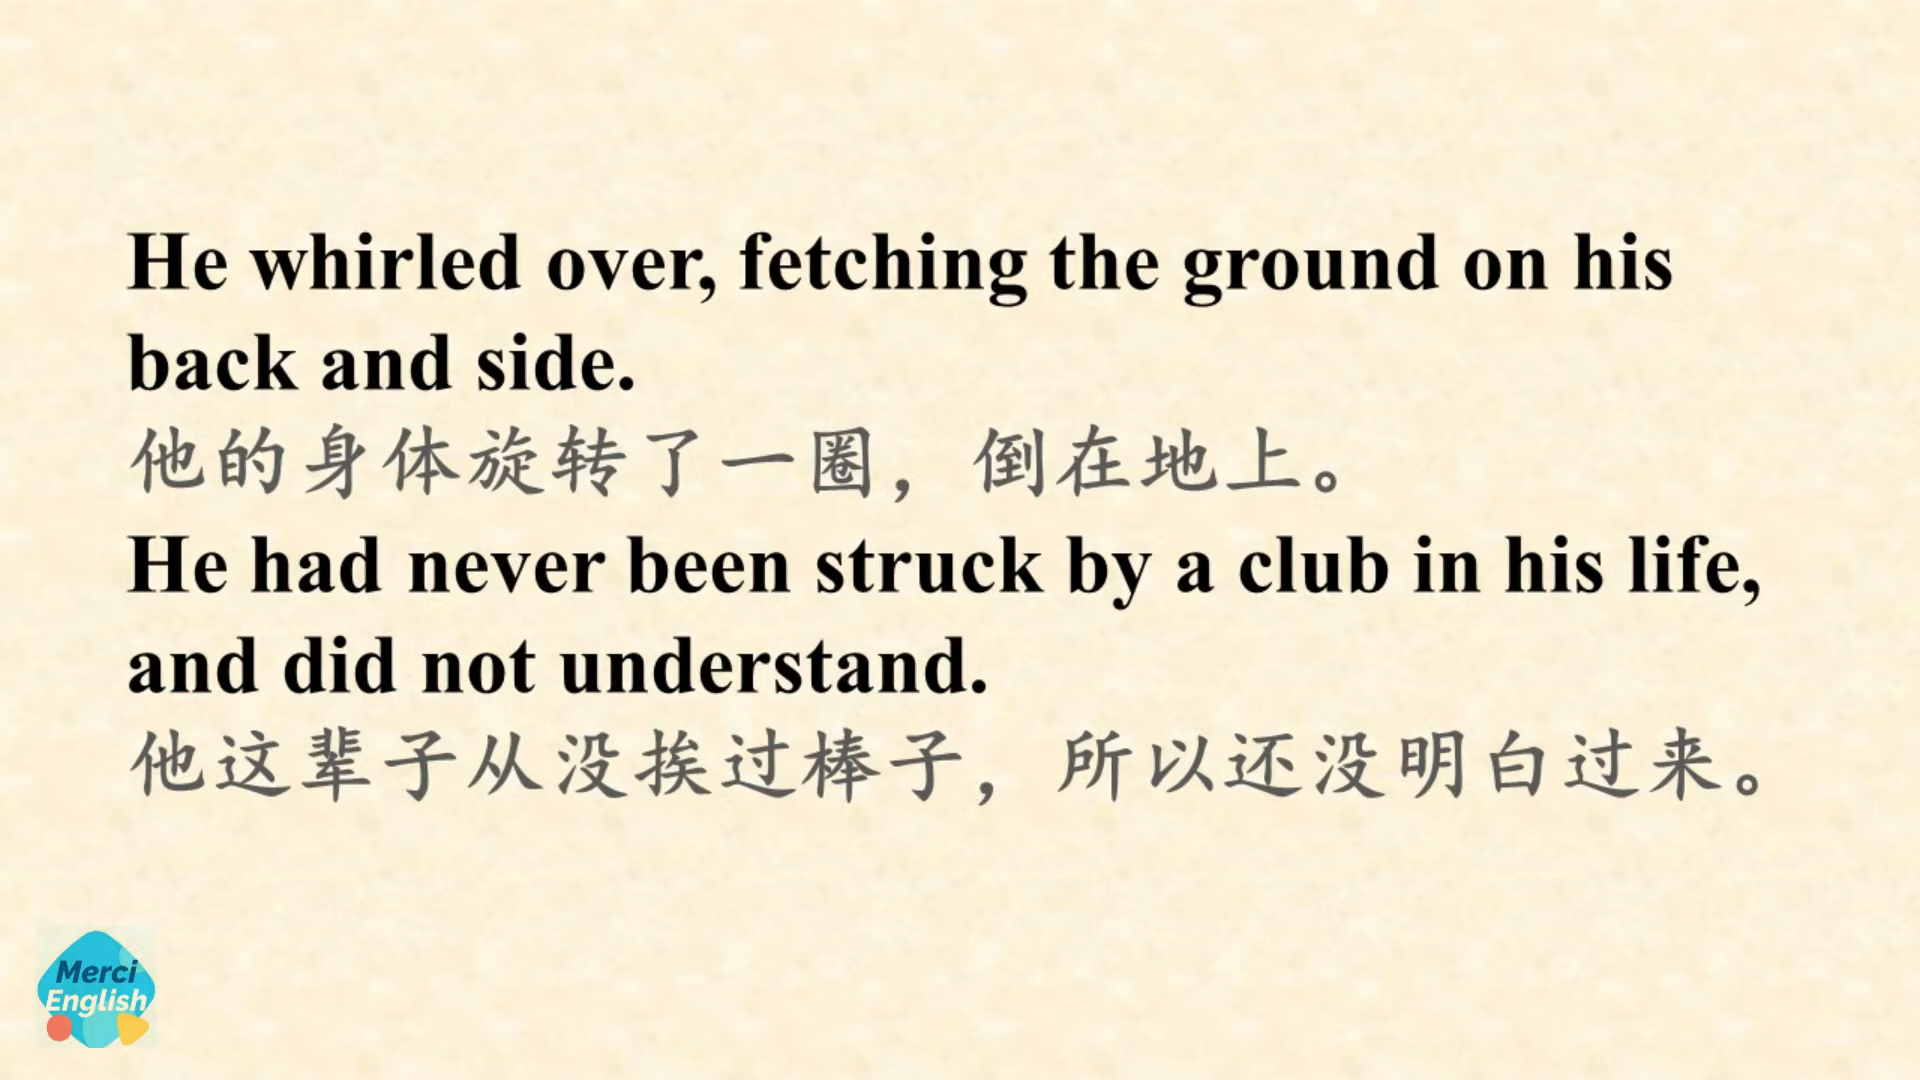 He whirled over, fetching the ground on his
back and side.
他的身体旋转了一圈，倒在地上。
He had never been struck by a club in his life,
and did not understand.
他这辈子从没挨过棒子，所以还没明白过来。
Merci
English